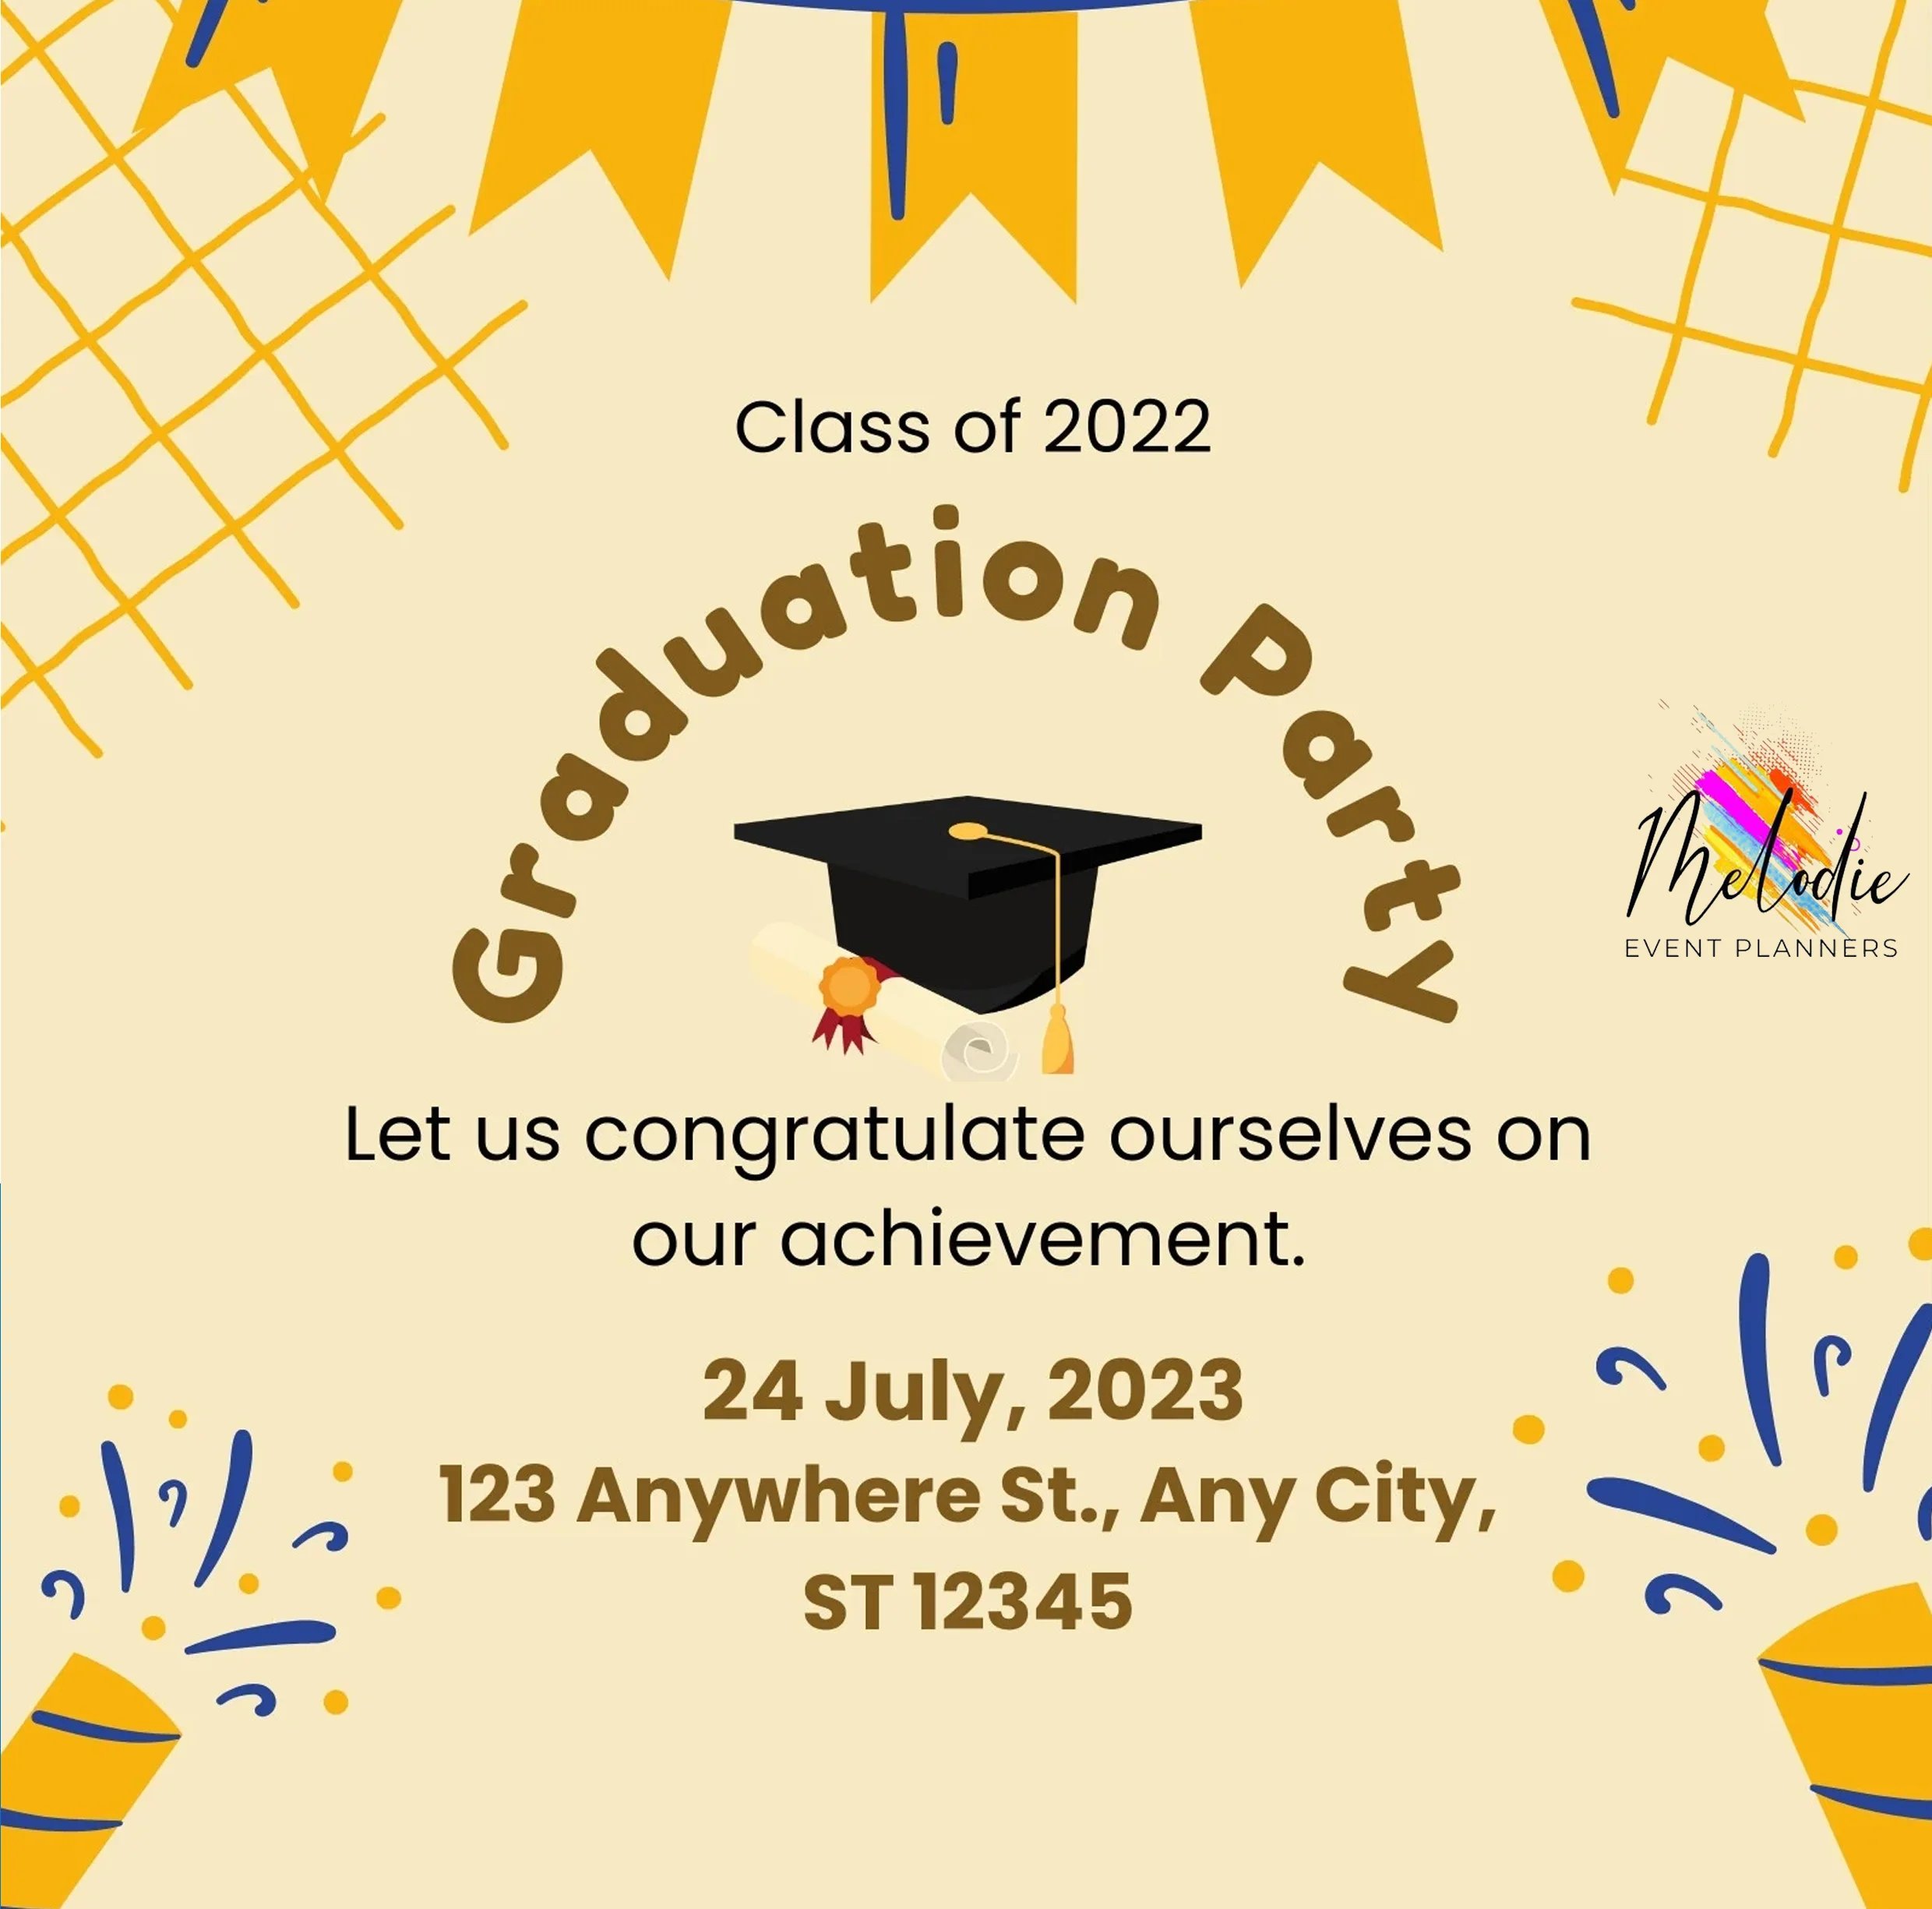 Class of 2022
Graduation Party
Melodie
EVENT PLANNERS
Let us congratulate ourselves on
our achievement.
24 July, 2023
123 Anywhere St., Any City,
ST 12345